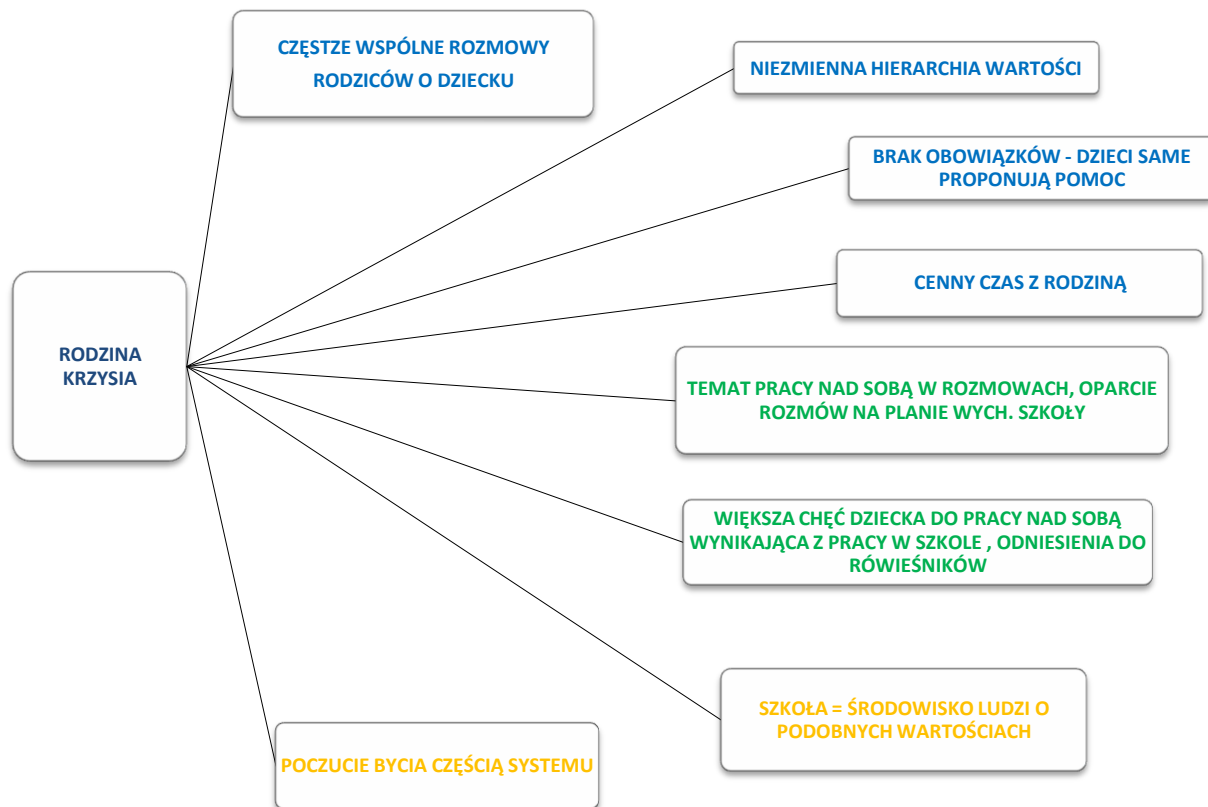 CZĘSTZE WSPÓLNE ROZMOWY
RODZICÓW O DZIECKU
NIEZMIENNA HIERARCHIA WARTOŚCI
BRAK OBOWIĄZKÓW - DZIECI SAME
PROPONUJĄ POMOC
CENNY CZAS Z RODZINĄ
RODZINA
KRZYSIA
TEMAT PRACY NAD SOBĄ W ROZMOWACH, OPARCIE
ROZMÓW NA PLANIE WYCH. SZKOŁY
WIĘKSZA CHĘĆ DZIECKA DO PRACY NAD SOBĄ
WYNIKAJĄCA Z PRACY W SZKOLE , ODNIESIENIA DO
RÓWIEŚNIKÓW
SZKOŁA = ŚRODOWISKO LUDZI O
PODOBNYCH WARTOŚCIACH
POCZUCIE BYCIA CZĘŚCIĄ SYSTEMU